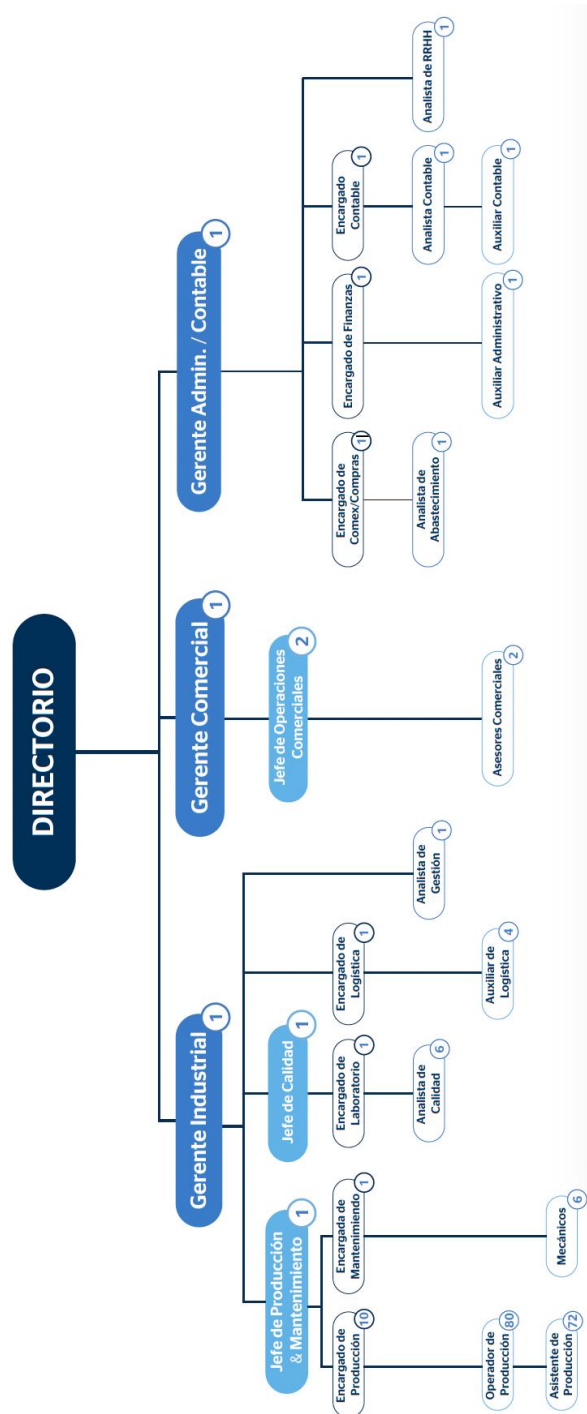 DIRECTORIO
Gerente Industrial
1
Gerente Comercial
1
Gerente Admin. / Contable
1
Jefe de Producción
& Mantenimiento
1
Jefe de Calidad
1
Jefe de Operaciones
Comerciales
2
Encargado de
Producción
10
Encargada de
Mantenimiendo
1
Encargado de
Laboratorio
1
Encargado de
Logística
1
Encargado de
Comex/Compras
1
Encargado de Finanzas
1
Encargado
Contable
1
Analista de
Calidad
6
Analista de
Gestión
1
Analista de
Abastecimiento
1
Analista Contable
1
Analista de RRHH
1
Operador de
Producción
80
Auxiliar de
Logística
4
Asesores Comerciales
2
Auxiliar Administrativo
1
Auxiliar Contable
1
Asistente de
Producción
72
Mecánicos
6